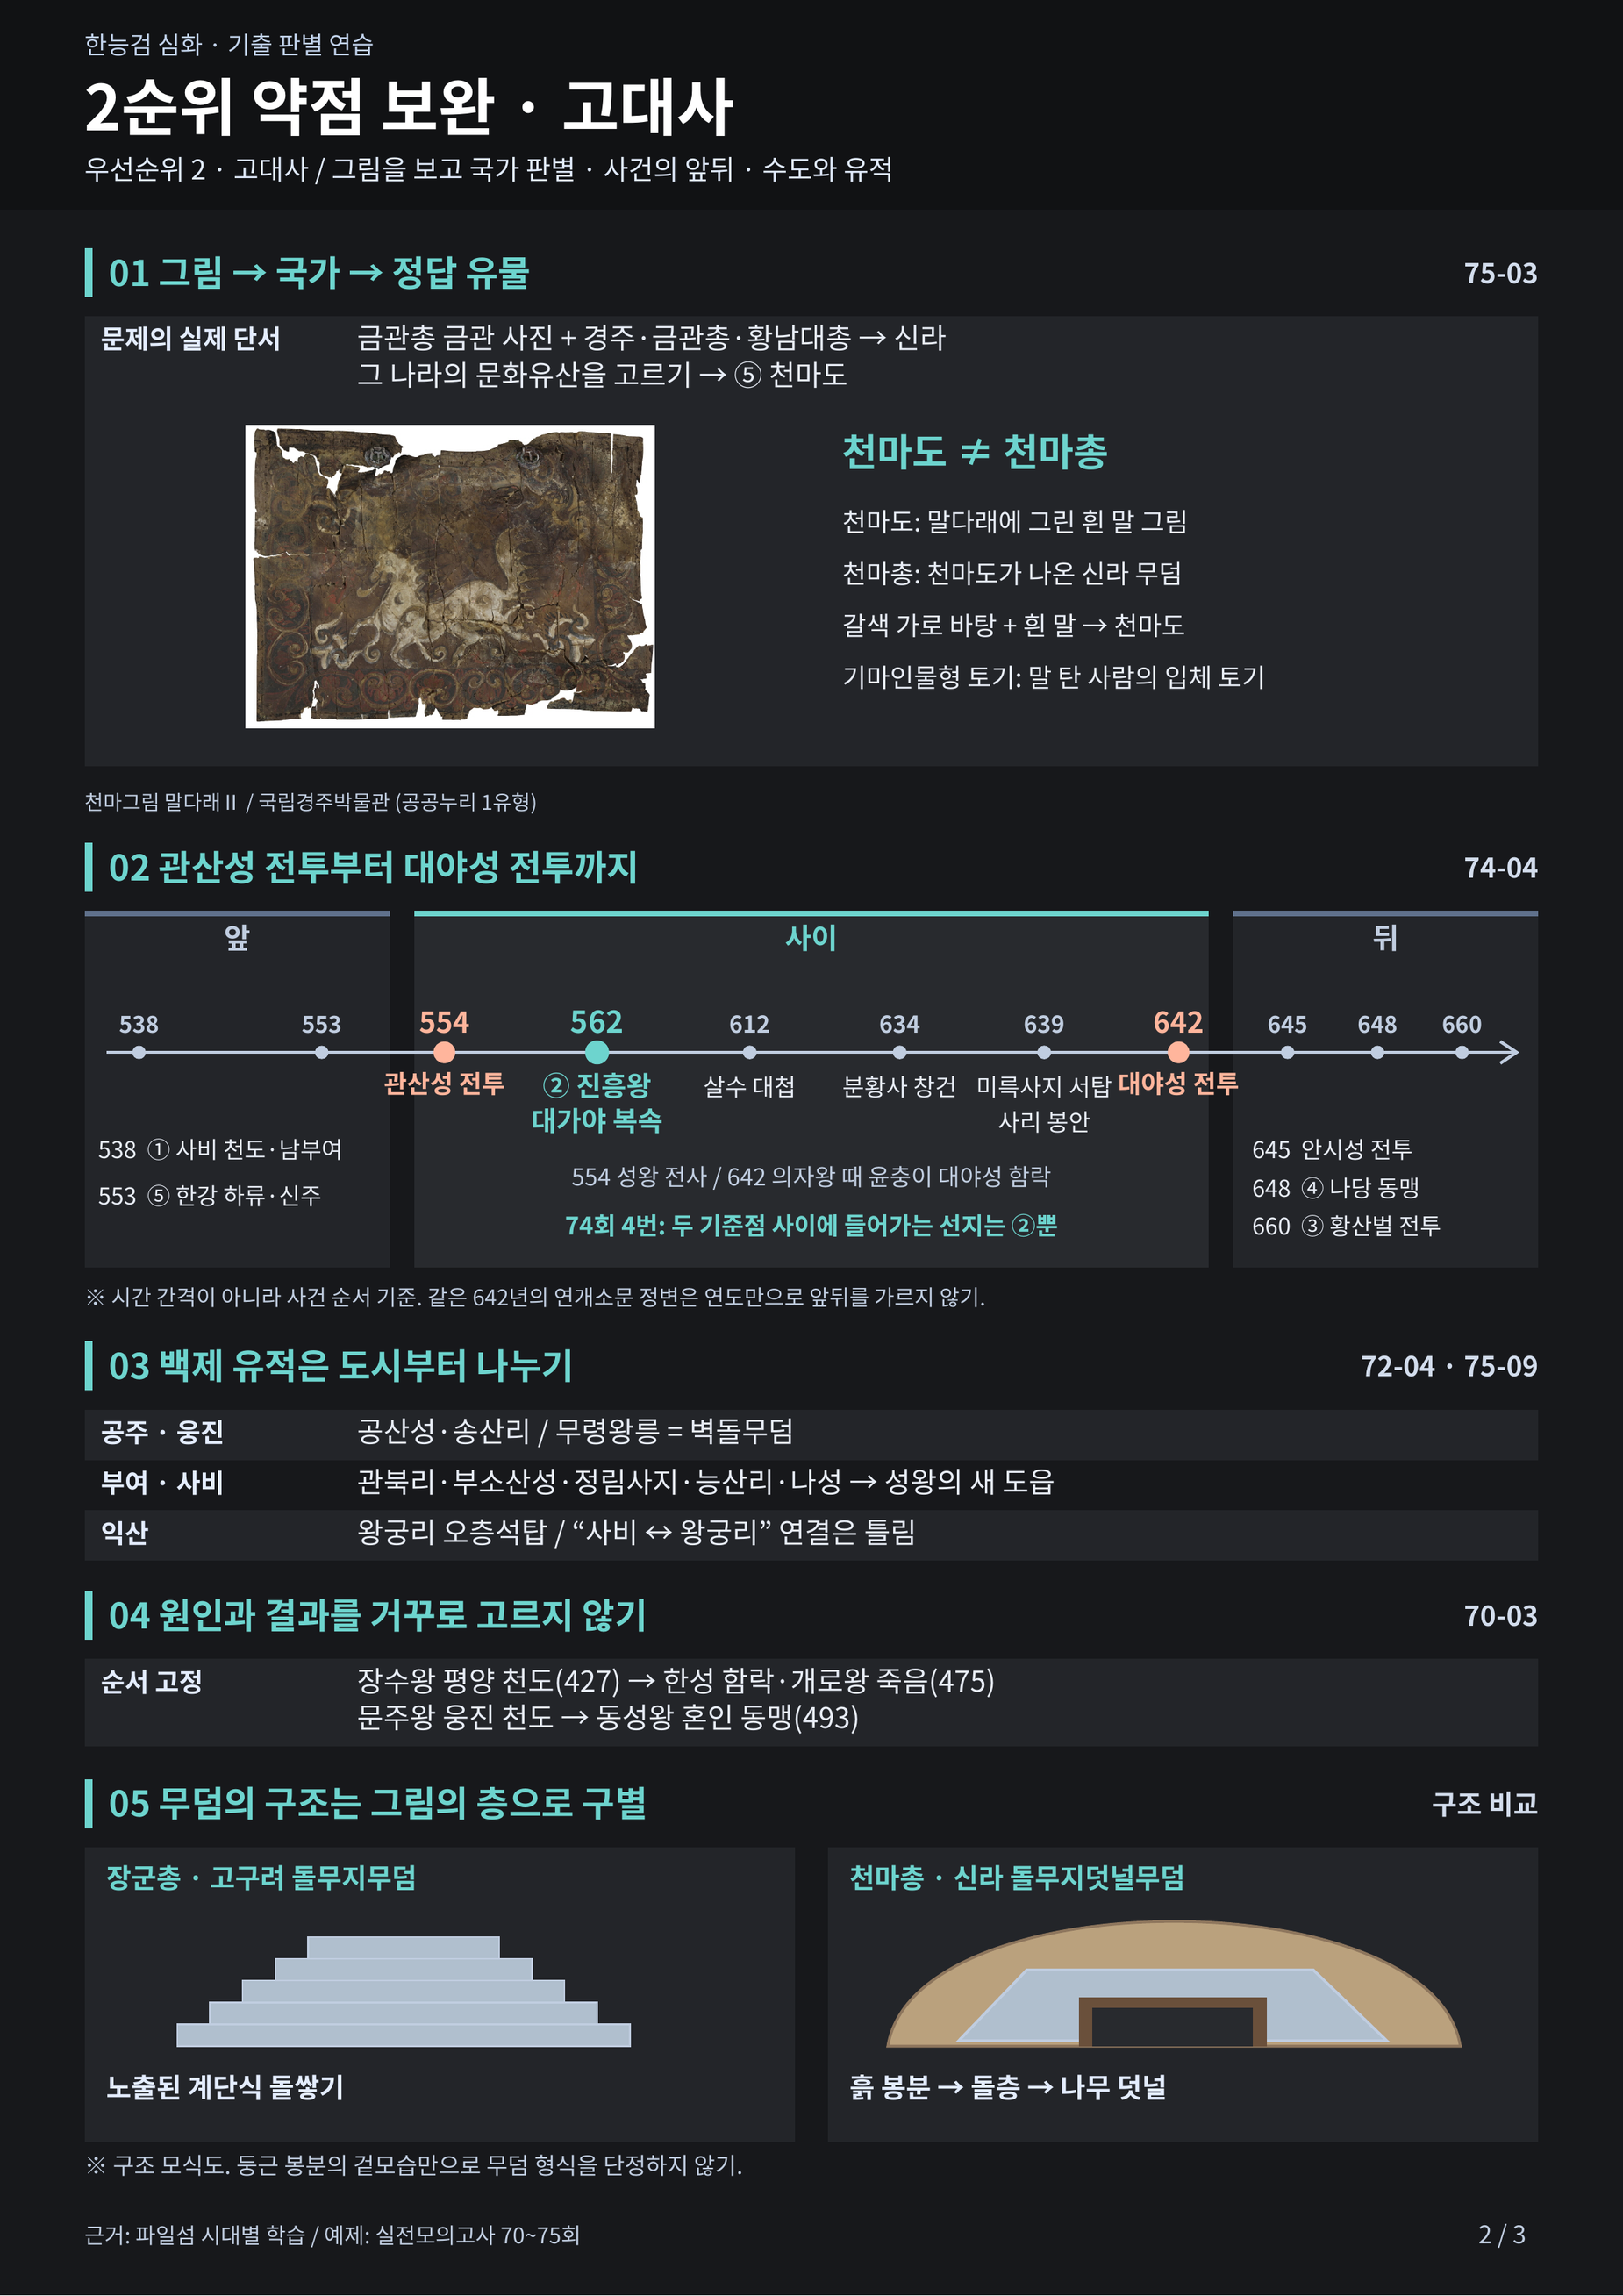 한능검 심화 · 기출 판별 연습
2순위 약점 보완 · 고대사
우선순위 2 · 고대사 / 그림을 보고 국가 판별 · 사건의 앞뒤 · 수도와 유적
01 그림 → 국가 → 정답 유물
75-03
문제의 실제 단서
금관총 금관 사진 + 경주·금관총·황남대총 → 신라
그 나라의 문화유산을 고르기 → ⑤ 천마도
천마도 ≠ 천마총
천마도: 말다래에 그린 흰 말 그림
천마총: 천마도가 나온 신라 무덤
갈색 가로 바탕 + 흰 말 → 천마도
기마인물형 토기: 말 탄 사람의 입체 토기
천마그림 말다래Ⅱ / 국립경주박물관 (공공누리 1유형)
02 관산성 전투부터 대야성 전투까지
74-04
앞
538 553
538 ① 사비 천도·남부여
553 ⑤ 한강 하류·신주
사이
554 562 612 634 639 642
관산성 전투
② 진흥왕
대가야 복속
살수 대첩
분황사 창건
미륵사지 서탑
사리 봉안
대야성 전투
554 성왕 전사 / 642 의자왕 때 윤충이 대야성 함락
74회 4번: 두 기준점 사이에 들어가는 선지는 ②뿐
뒤
645 648 660
645 안시성 전투
648 ④ 나당 동맹
660 ③ 황산벌 전투
※ 시간 간격이 아니라 사건 순서 기준. 같은 642년의 연개소문 정변은 연도만으로 앞뒤를 가르지 않기.
03 백제 유적은 도시부터 나누기
72-04 · 75-09
공주 · 웅진
공산성·송산리 / 무령왕릉 = 벽돌무덤
부여 · 사비
관북리·부소산성·정림사지·능산리·나성 → 성왕의 새 도읍
익산
왕궁리 오층석탑 / “사비 ↔ 왕궁리” 연결은 틀림
04 원인과 결과를 거꾸로 고르지 않기
70-03
순서 고정
장수왕 평양 천도(427) → 한성 함락·개로왕 죽음(475)
문주왕 웅진 천도 → 동성왕 혼인 동맹(493)
05 무덤의 구조는 그림의 층으로 구별
구조 비교
장군총 · 고구려 돌무지무덤
노출된 계단식 돌쌓기
천마총 · 신라 돌무지덧널무덤
흙 봉분 → 돌층 → 나무 덧널
※ 구조 모식도. 둥근 봉분의 겉모습만으로 무덤 형식을 단정하지 않기.
근거: 파일섬 시대별 학습 / 예제: 실전모의고사 70~75회
2 / 3